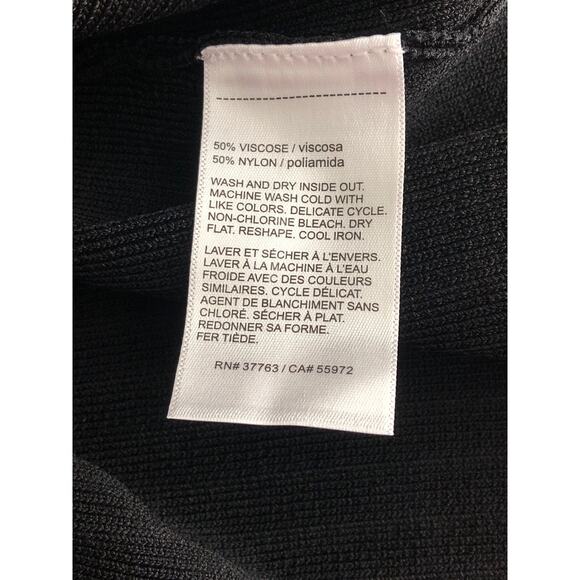 50% VISCOSE / viscosa
50% NYLON / poliamida
WASH AND DRY INSIDE OUT.
MACHINE WASH COLD WITH
LIKE COLORS. DELICATE CYCLE.
NON-CHLORINE BLEACH. DRY
FLAT. RESHAPE. COOL IRON.
LAVER ET SÉCHER À L'ENVERS.
LAVER À LA MACHINE À L'EAU
FROIDE AVEC DES COULEURS
SIMILAIRES. CYCLE DÉLICAT.
AGENT DE BLANCHIMENT SANS
CHLORÉ. SÉCHER À PLAT.
REDONNER SA FORME.
FER TIÈDE.
RN# 37763 / CA# 55972